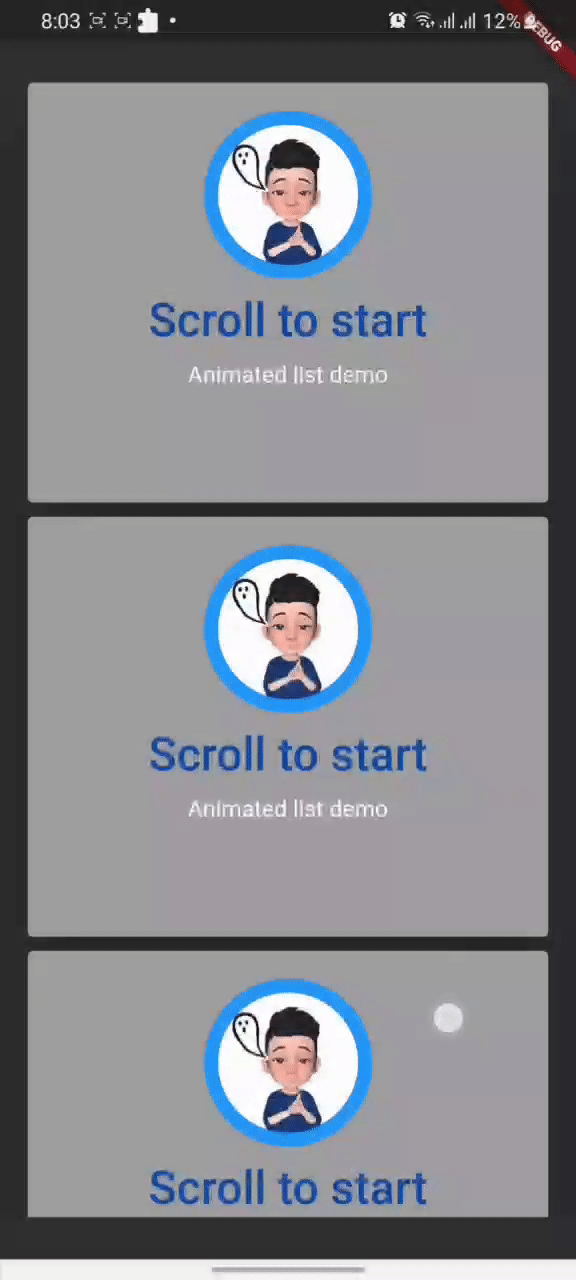 8:03
12%
DEBUG
Scroll to start
Animated list demo
Scroll to start
Animated list demo
Scroll to start